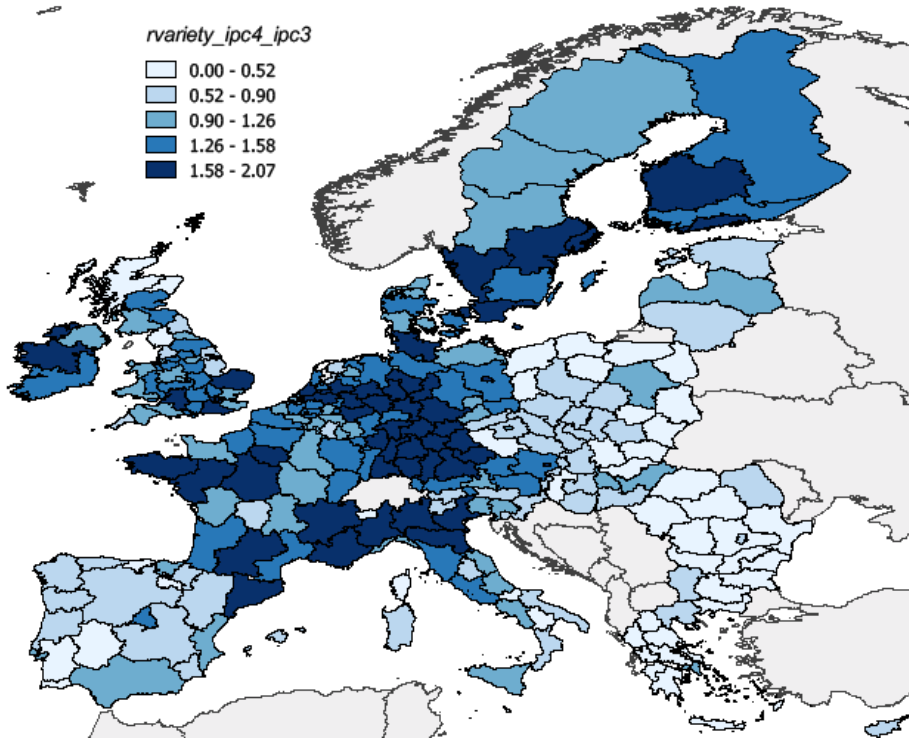 rvariety_ipc4_ipc3
0.00 - 0.52
0.52 - 0.90
0.90 - 1.26
1.26 - 1.58
1.58 - 2.07